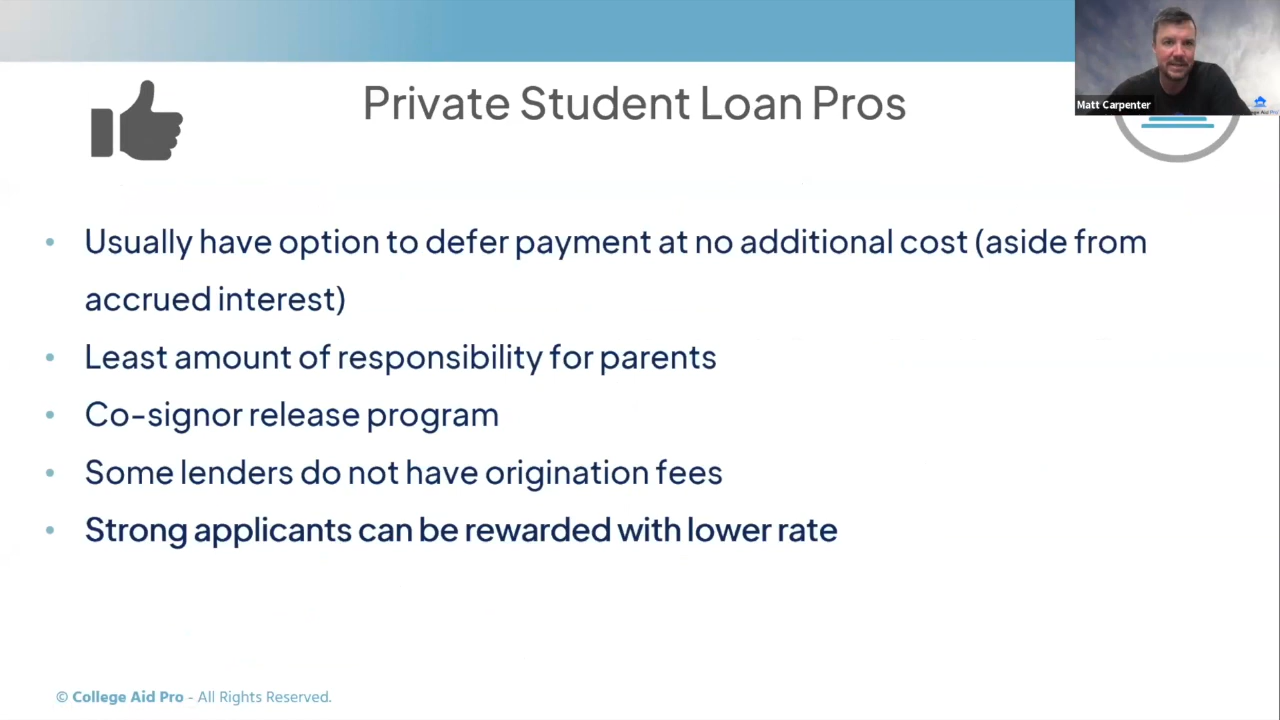 Private Student Loan Pros
Matt Carpenter
• Usually have option to defer payment at no additional cost (aside from
accrued interest)
• Least amount of responsibility for parents
• Co-signor release program
• Some lenders do not have origination fees
• Strong applicants can be rewarded with lower rate
© College Aid Pro - All Rights Reserved.